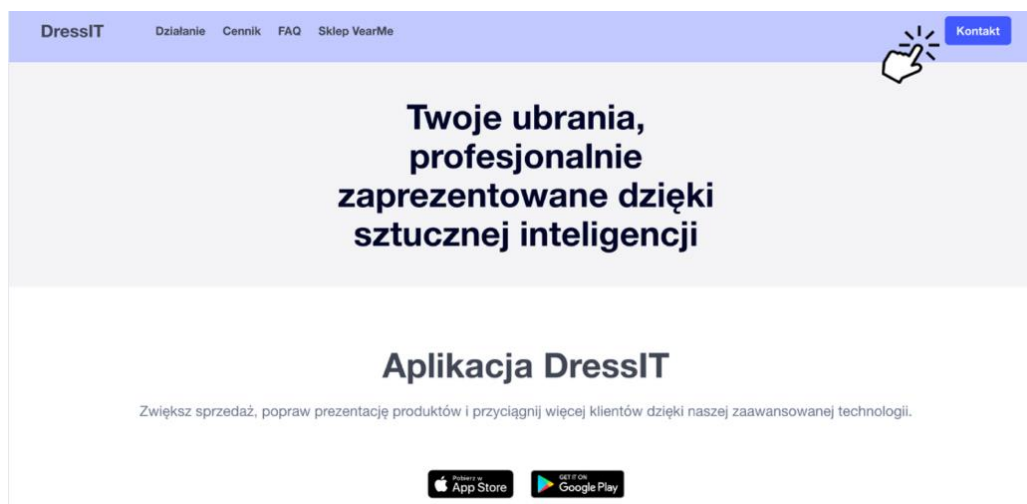 DressIT Działanie Cennik FAQ Sklep VearMe Kontakt
Twoje ubrania,
profesjonalnie
zaprezentowane dzięki
sztucznej inteligencji
Aplikacja DressIT
Zwiększ sprzedaż, popraw prezentację produktów i przyciągnij więcej klientów dzięki naszej zaawansowanej technologii.
Pobierz w GET IT ON
App Store Google Play